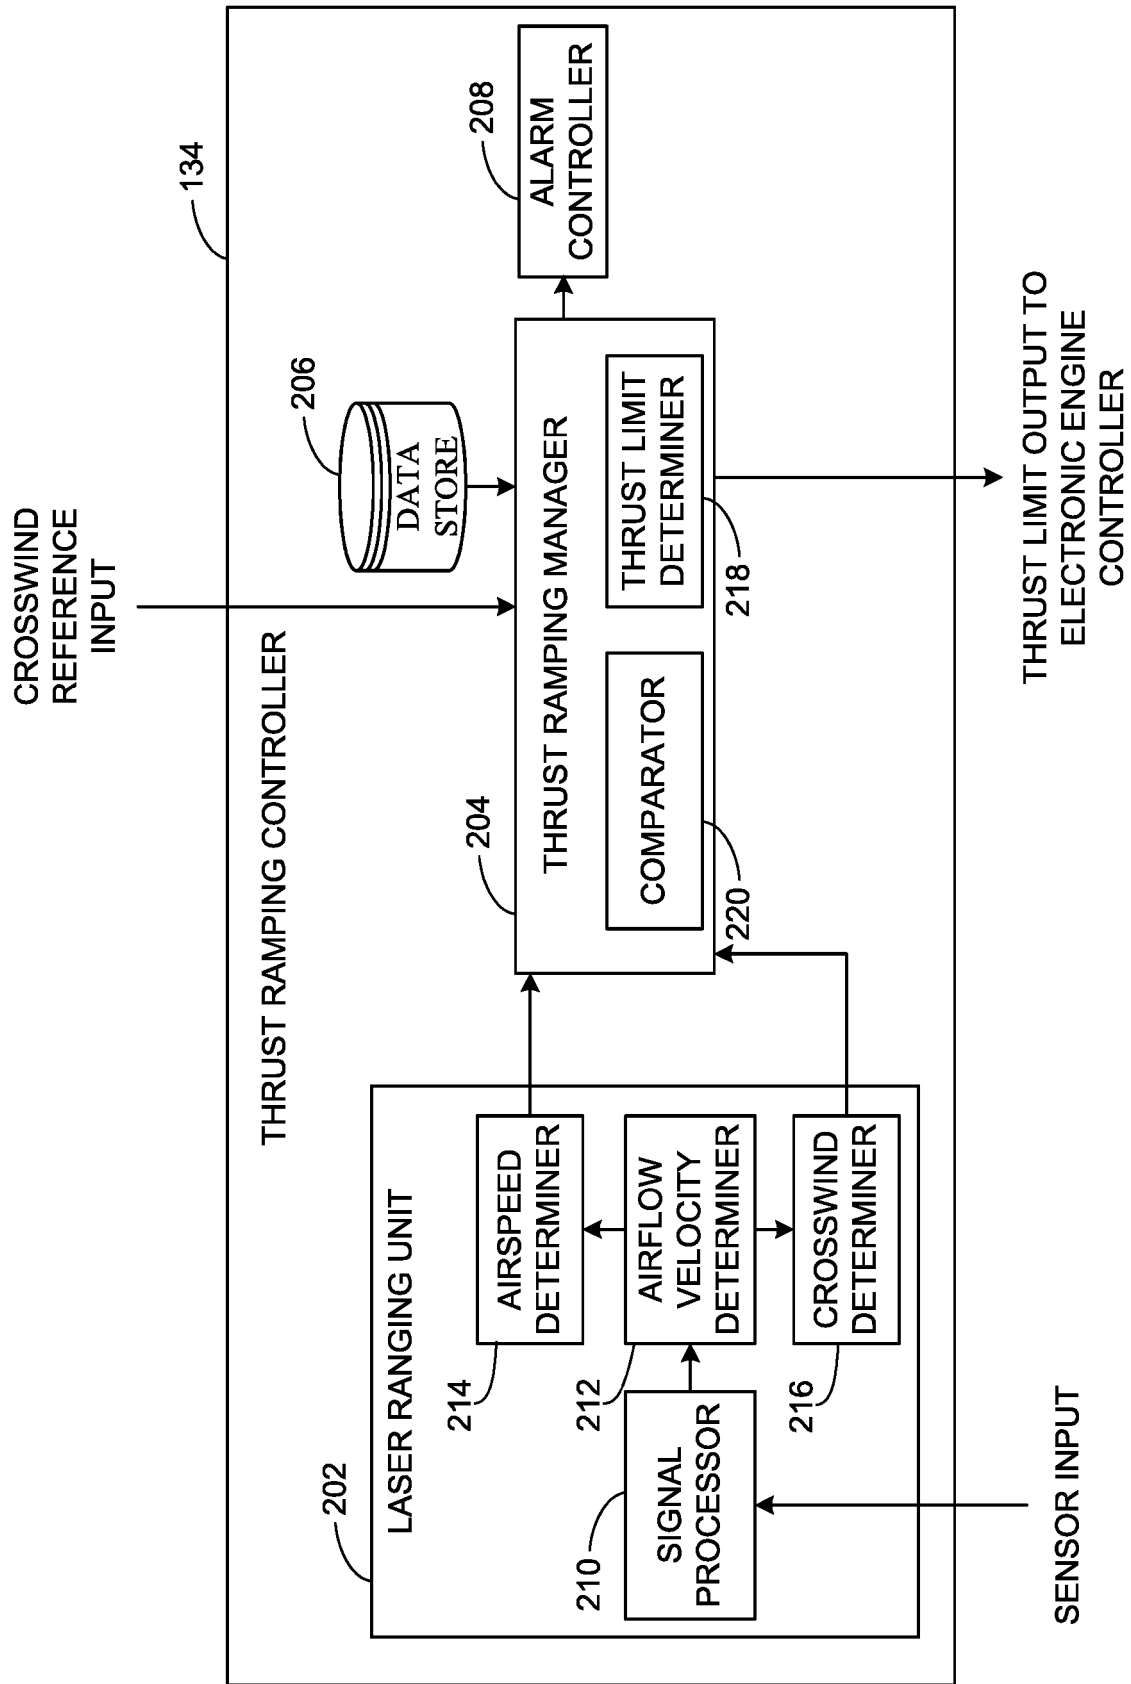 CROSSWIND
REFERENCE
INPUT
134
THRUST RAMPING CONTROLLER
202
LASER RANGING UNIT
214
AIRSPEED
DETERMINER
212
AIRFLOW
VELOCITY
DETERMINER
210
SIGNAL
PROCESSOR
216
CROSSWIND
DETERMINER
204
THRUST RAMPING MANAGER
COMPARATOR
220
THRUST LIMIT
DETERMINER
218
206
DATA
STORE
208
ALARM
CONTROLLER
SENSOR INPUT
THRUST LIMIT OUTPUT TO
ELECTRONIC ENGINE
CONTROLLER